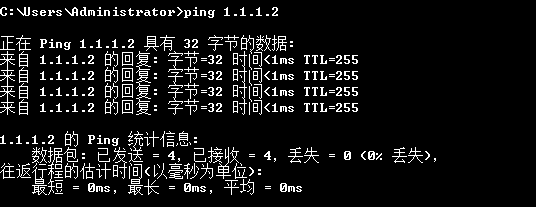 C:\Users\Administrator>ping 1.1.1.2
正在 Ping 1.1.1.2 具有 32 字节的数据:
来自 1.1.1.2 的回复: 字节=32 时间<1ms TTL=255
来自 1.1.1.2 的回复: 字节=32 时间<1ms TTL=255
来自 1.1.1.2 的回复: 字节=32 时间<1ms TTL=255
来自 1.1.1.2 的回复: 字节=32 时间<1ms TTL=255
1.1.1.2 的 Ping 统计信息:
数据包: 已发送 = 4，已接收 = 4，丢失 = 0 (0% 丢失)，
往返行程的估计时间(以毫秒为单位):
最短 = 0ms，最长 = 0ms，平均 = 0ms